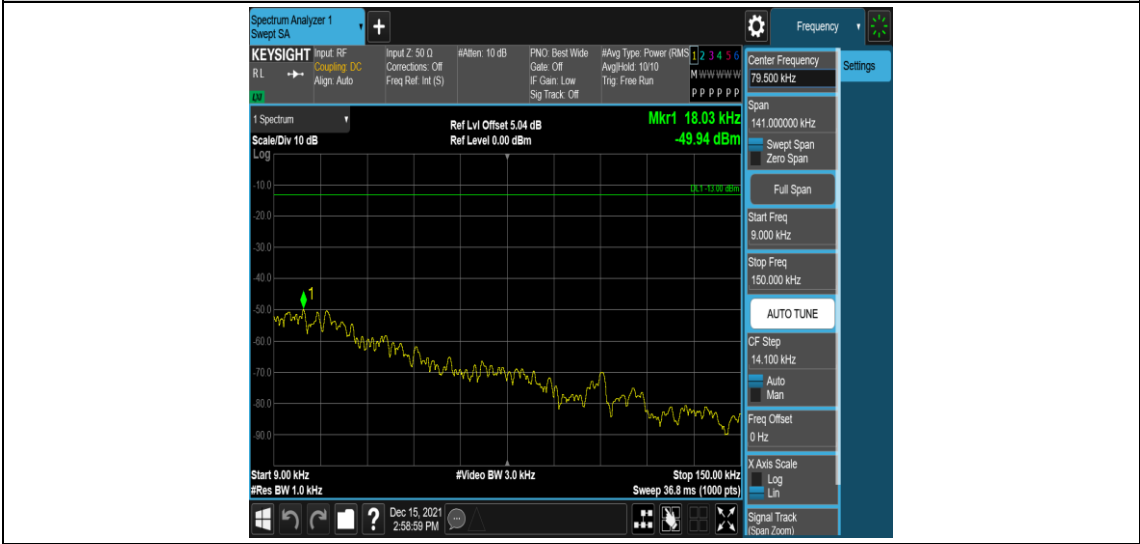 Spectrum Analyzer 1
Swept SA
+
Frequency
KEYSIGHT
RL
Input: RF
Coupling: DC
Align: Auto
Input Z: 50 Ω
Corrections: Off
Freq Ref: Int (S)
#Atten: 10 dB
PNO: Best Wide
Gate: Off
IF Gain: Low
Sig Track: Off
#Avg Type: Power (RMS
Avg|Hold: 10/10
Trig: Free Run
1 2 3 4 5 6
M W W W W W
P P P P P P
1 Spectrum
Scale/Div 10 dB
Log
Ref Lvl Offset 5.04 dB
Ref Level 0.00 dBm
Mkr1 18.03 kHz
-49.94 dBm
DL1 -13.00 dBm
-10.0
-20.0
-30.0
-40.0
-50.0
-60.0
-70.0
-80.0
-90.0
1
Start 9.00 kHz
#Res BW 1.0 kHz
#Video BW 3.0 kHz
Stop 150.00 kHz
Sweep 36.8 ms (1000 pts)
?
Dec 15, 2021
2:58:59 PM
Center Frequency
79.500 kHz
Settings
Span
141.000000 kHz
Swept Span
Zero Span
Full Span
Start Freq
9.000 kHz
Stop Freq
150.000 kHz
AUTO TUNE
CF Step
14.100 kHz
Auto
Man
Freq Offset
0 Hz
X Axis Scale
Log
Lin
Signal Track
(Span Zoom)